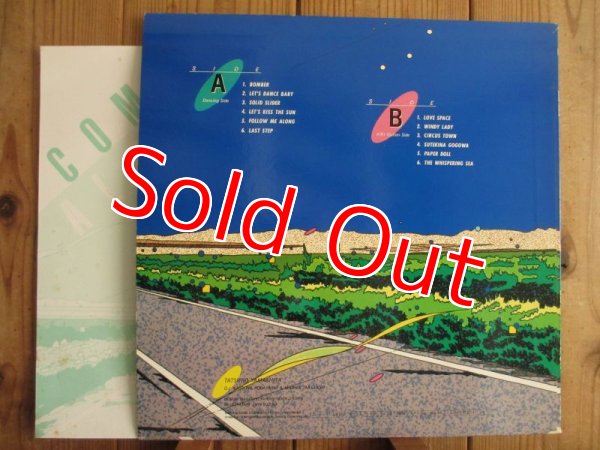 COM
A L
SIDE
A
Dancing Side
1. BOMBER
2. LET'S DANCE BABY
3. SOLID SLIDER
4. LET'S KISS THE SUN
5. FOLLOW ME ALONG
6. LAST STEP
SIDE
B
1. LOVE SPACE
2. WINDY LADY
3. CIRCUS TOWN
4. SUTEKINA GOGOWA
5. PAPER DOLL
6. THE WHISPERING SEA
Sold Out
TATSURO YAMASHITA